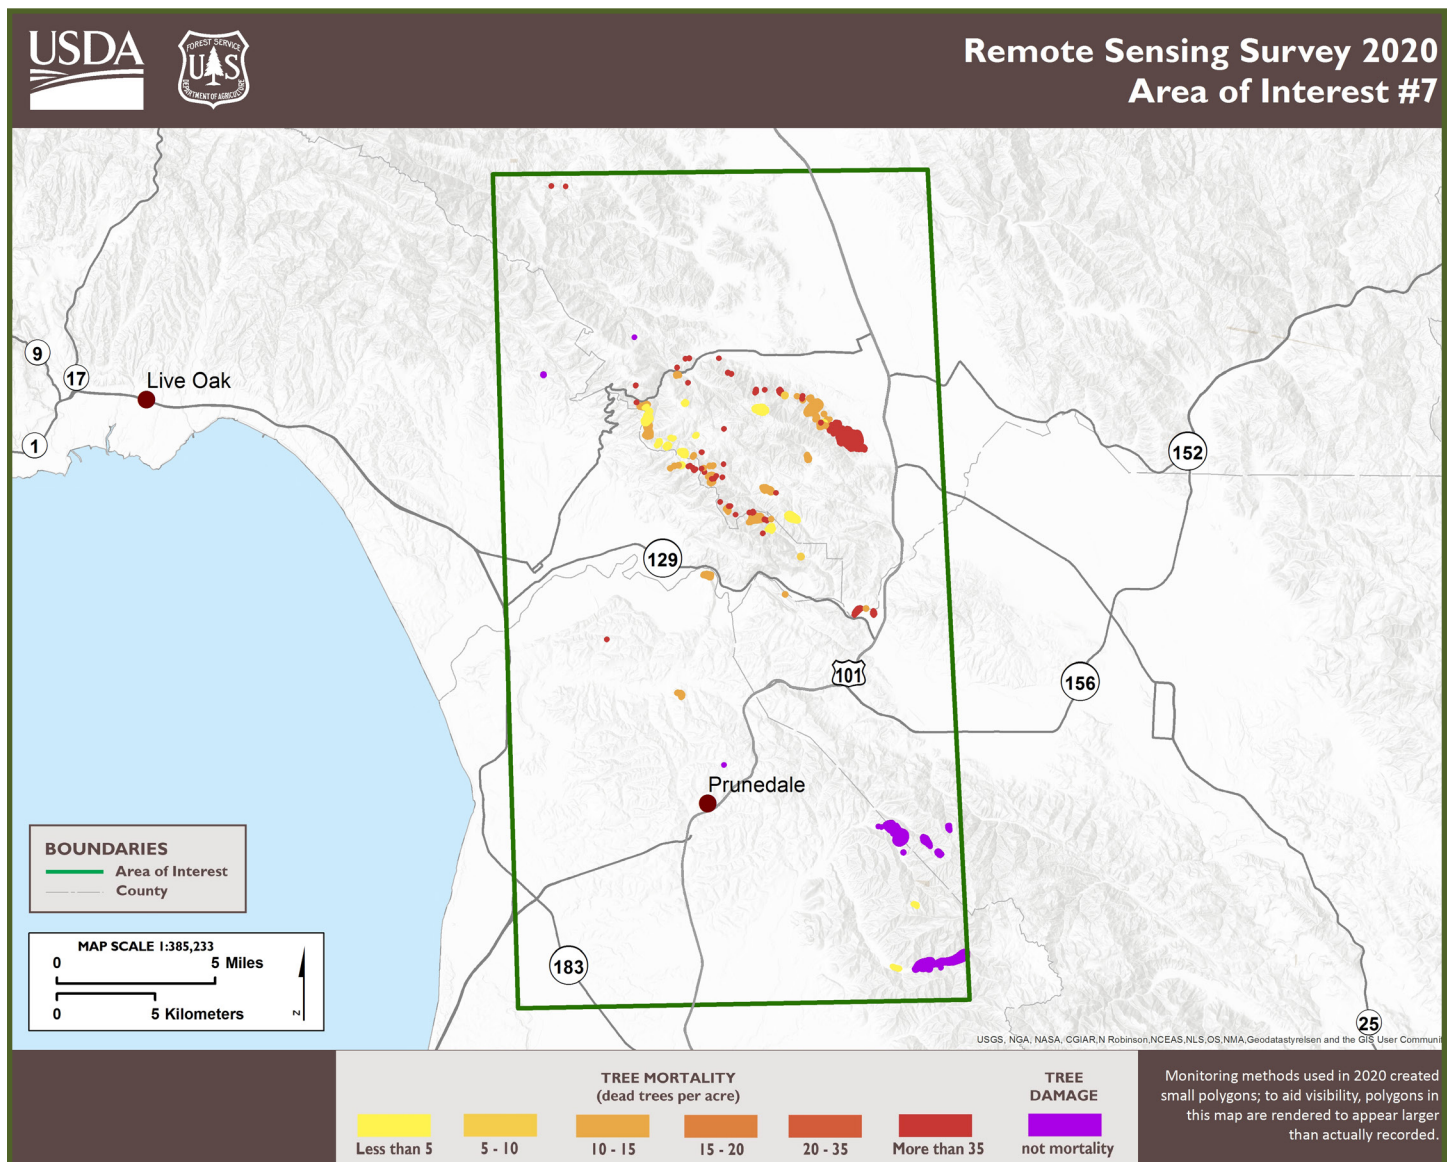 USDA
FOREST SERVICE
U S
DEPARTMENT OF AGRICULTURE
Remote Sensing Survey 2020
Area of Interest #7
9
17
Live Oak
1
152
129
101
156
Prunedale
183
25
BOUNDARIES
Area of Interest
County
MAP SCALE 1:385,233
0 5 Miles
0 5 Kilometers
N
USGS, NGA, NASA, CGIAR,N Robinson,NCEAS,NLS,OS,NMA,Geodatastyrelsen and the GIS User Communi
TREE MORTALITY
(dead trees per acre)
Less than 5
5 - 10
10 - 15
15 - 20
20 - 35
More than 35
TREE
DAMAGE
not mortality
Monitoring methods used in 2020 created
small polygons; to aid visibility, polygons in
this map are rendered to appear larger
than actually recorded.